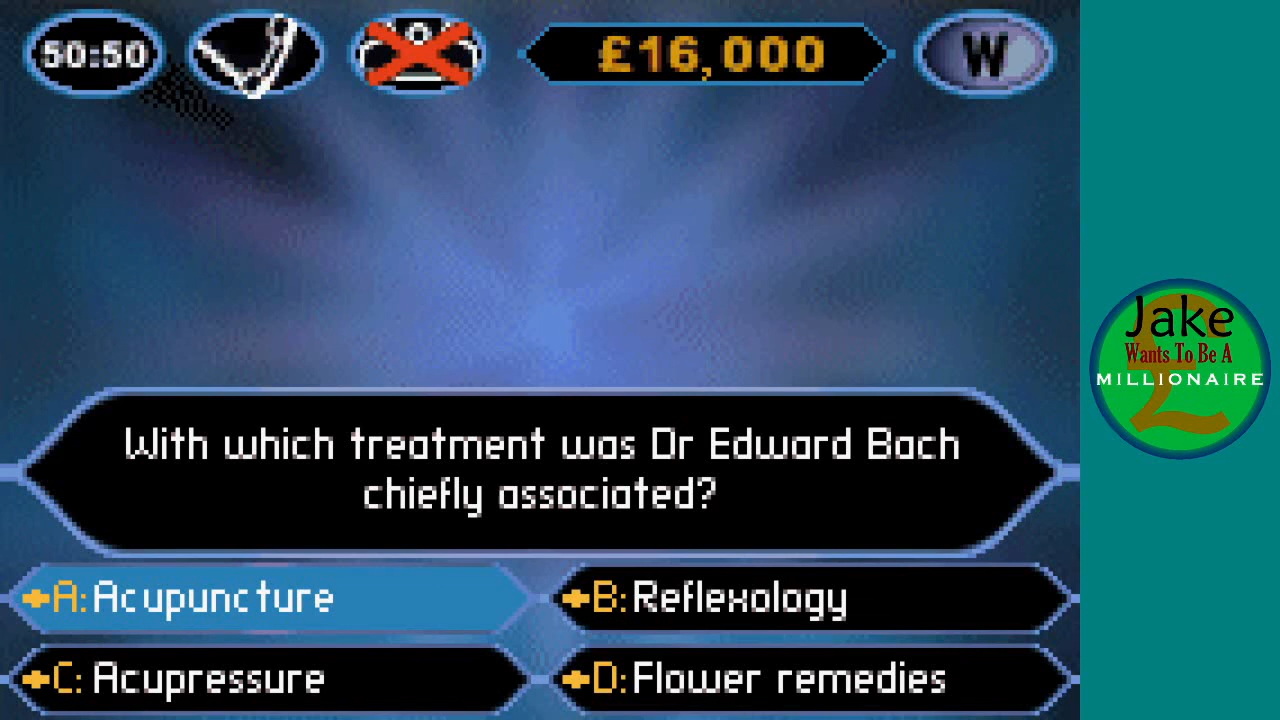 50:50
£16,000
W
With which treatment was Dr Edward Bach
chiefly associated?
A: Acupuncture
B: Reflexology
C: Acupressure
D: Flower remedies
Jake
Wants To Be A
MILLIONAIRE
£